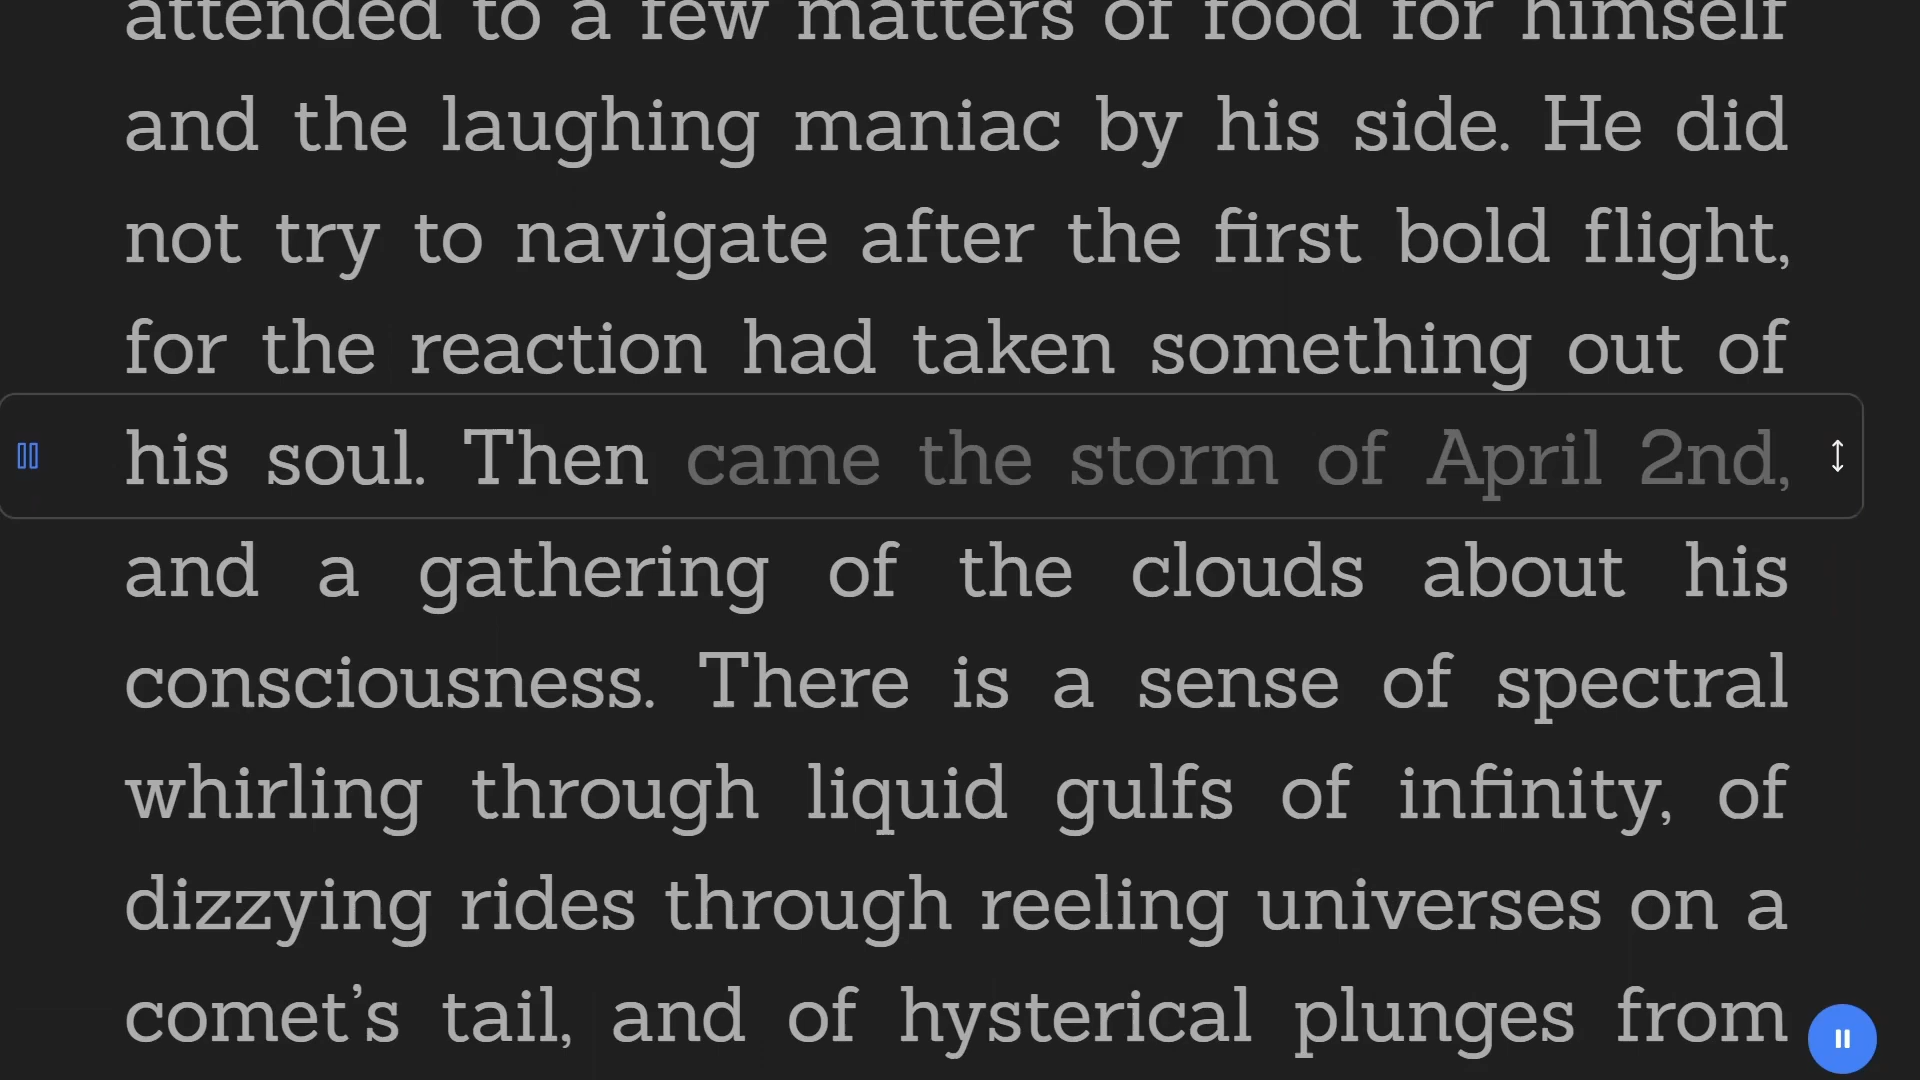 attended to a few matters of food for himself
and the laughing maniac by his side. He did
not try to navigate after the first bold flight,
for the reaction had taken something out of
his soul. Then came the storm of April 2nd,
and a gathering of the clouds about his
consciousness. There is a sense of spectral
whirling through liquid gulfs of infinity, of
dizzying rides through reeling universes on a
comet’s tail, and of hysterical plunges from